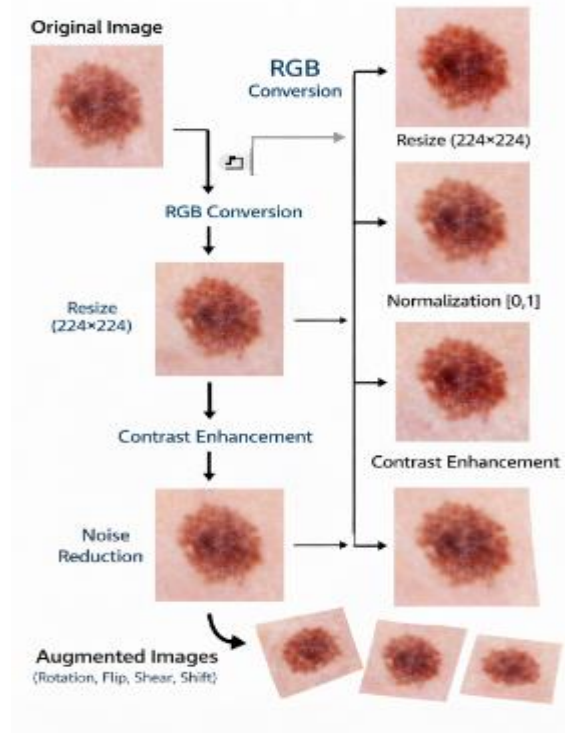 Original Image
RGB
Conversion
Resize (224×224)
RGB Conversion
Resize
(224×224)
Normalization [0,1]
Contrast Enhancement
Contrast Enhancement
Noise
Reduction
Augmented Images
(Rotation, Flip, Shear, Shift)